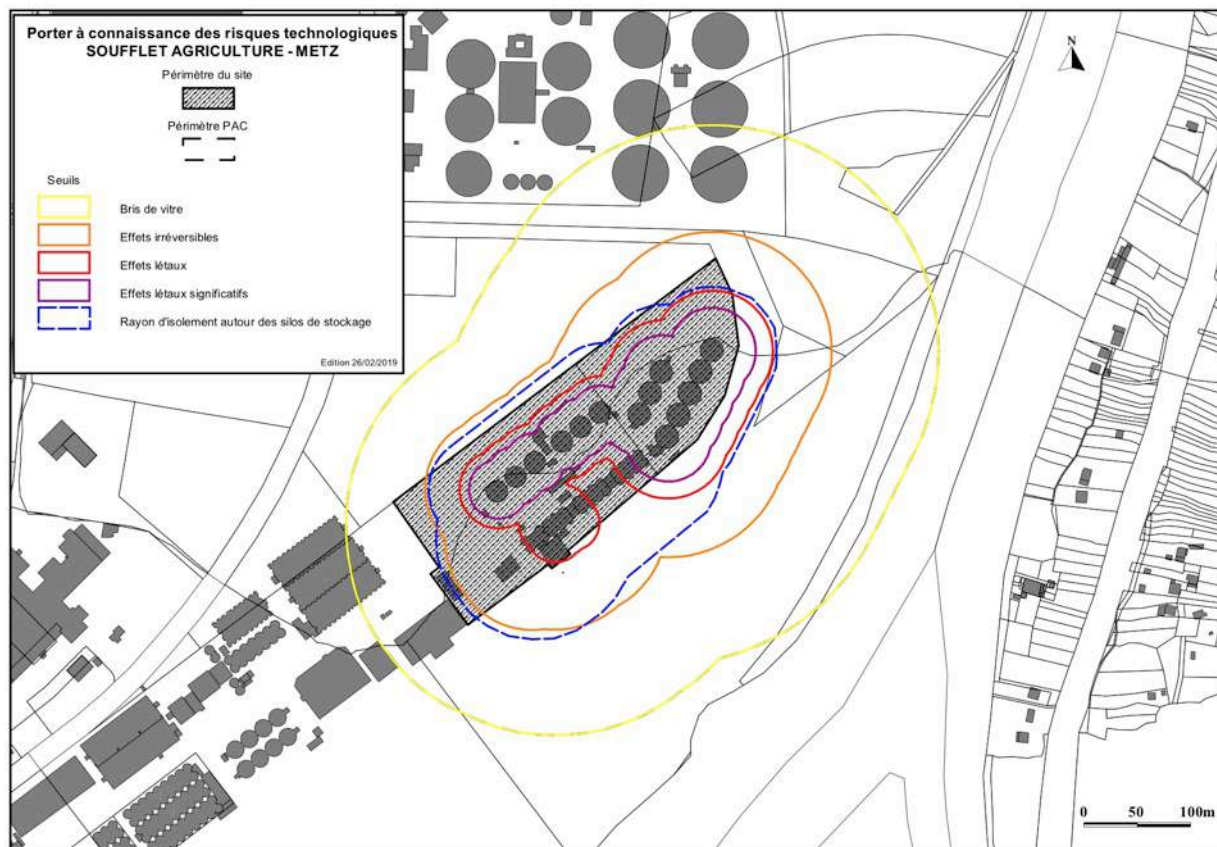 Porter à connaissance des risques technologiques
SOUFFLET AGRICULTURE - METZ
Périmètre du site
Périmètre PAC
Seuils
Bris de vitre
Effets irréversibles
Effets létaux
Effets létaux significatifs
Rayon d'isolement autour des silos de stockage
Edition 26/02/2019
N
0 50 100m